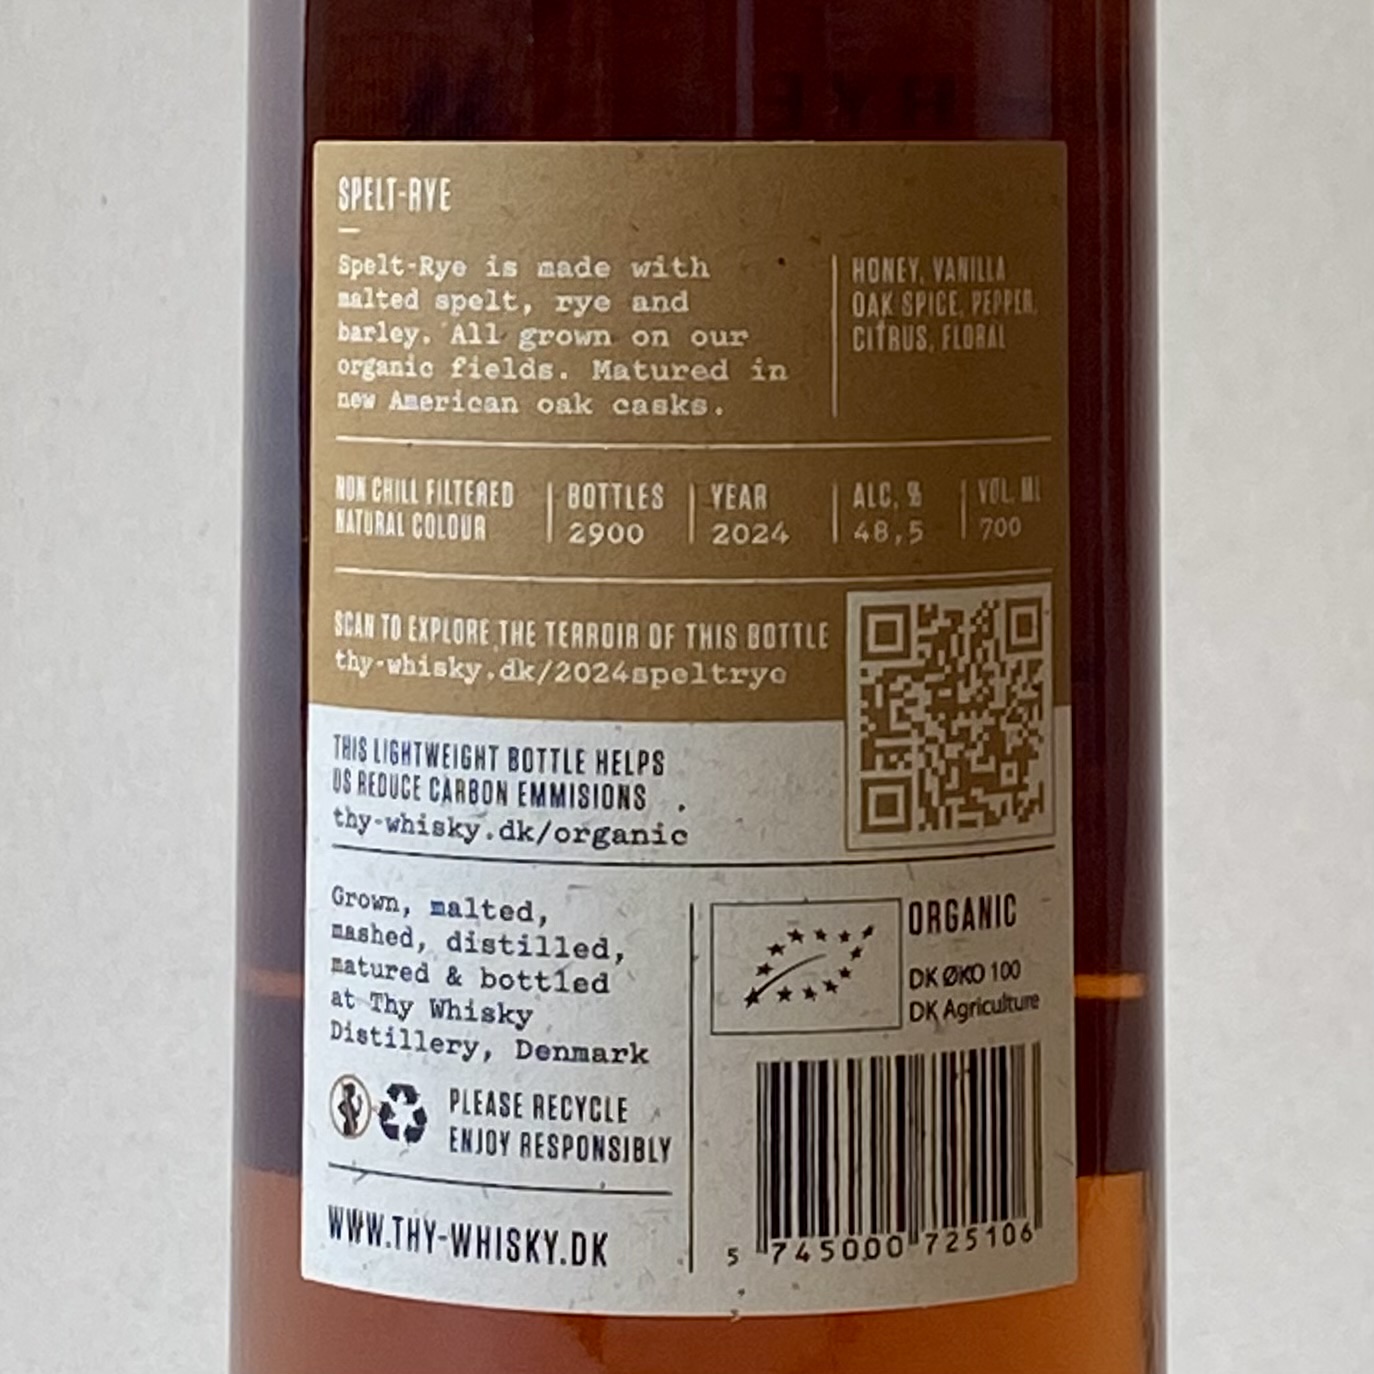 SPELT-RYE
Spelt-Rye is made with
malted spelt, rye and
barley. All grown on our
organic fields. Matured in
new American oak casks.
HONEY, VANILLA
OAK SPICE, PEPPER,
CITRUS, FLORAL
NON CHILL FILTERED
NATURAL COLOUR
BOTTLES
2900
YEAR
2024
ALC. %
48,5
VOL. ML
700
SCAN TO EXPLORE THE TERROIR OF THIS BOTTLE
thy-whisky.dk/2024speltrye
THIS LIGHTWEIGHT BOTTLE HELPS
US REDUCE CARBON EMMISIONS
thy-whisky.dk/organic
Grown, malted,
mashed, distilled,
matured & bottled
at Thy Whisky
Distillery, Denmark
PLEASE RECYCLE
ENJOY RESPONSIBLY
WWW.THY-WHISKY.DK
ORGANIC
DK ØKO 100
DK Agriculture
5 745000 725106